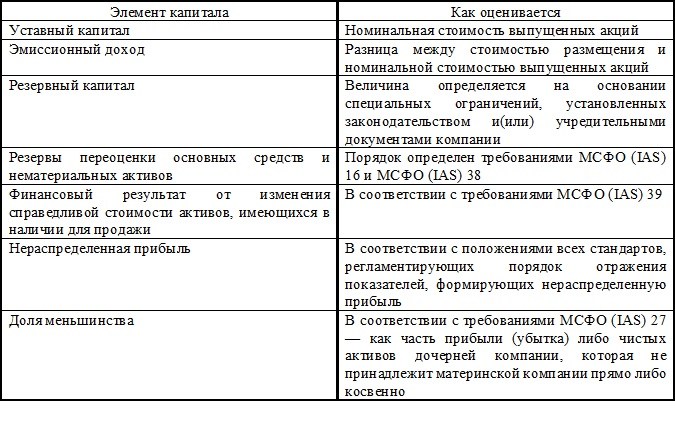 Элемент капитала
Как оценивается
Уставный капитал
Номинальная стоимость выпущенных акций
Эмиссионный доход
Разница между стоимостью размещения и
номинальной стоимостью выпущенных акций
Резервный капитал
Величина определяется на основании
специальных ограничений, установленных
законодательством и(или) учредительными
документами компании
Резервы переоценки основных средств и
нематериальных активов
Порядок определен требованиями МСФО (IAS)
16 и МСФО (IAS) 38
Финансовый результат от изменения
справедливой стоимости активов, имеющихся в
наличии для продажи
В соответствии с требованиями МСФО (IAS) 39
Нераспределенная прибыль
В соответствии с положениями всех стандартов,
регламентирующих порядок отражения
показателей, формирующих нераспределенную
прибыль
Доля меньшинства
В соответствии с требованиями МСФО (IAS) 27
— как часть прибыли (убытка) либо чистых
активов дочерней компании, которая не
принадлежит материнской компании прямо либо
косвенно